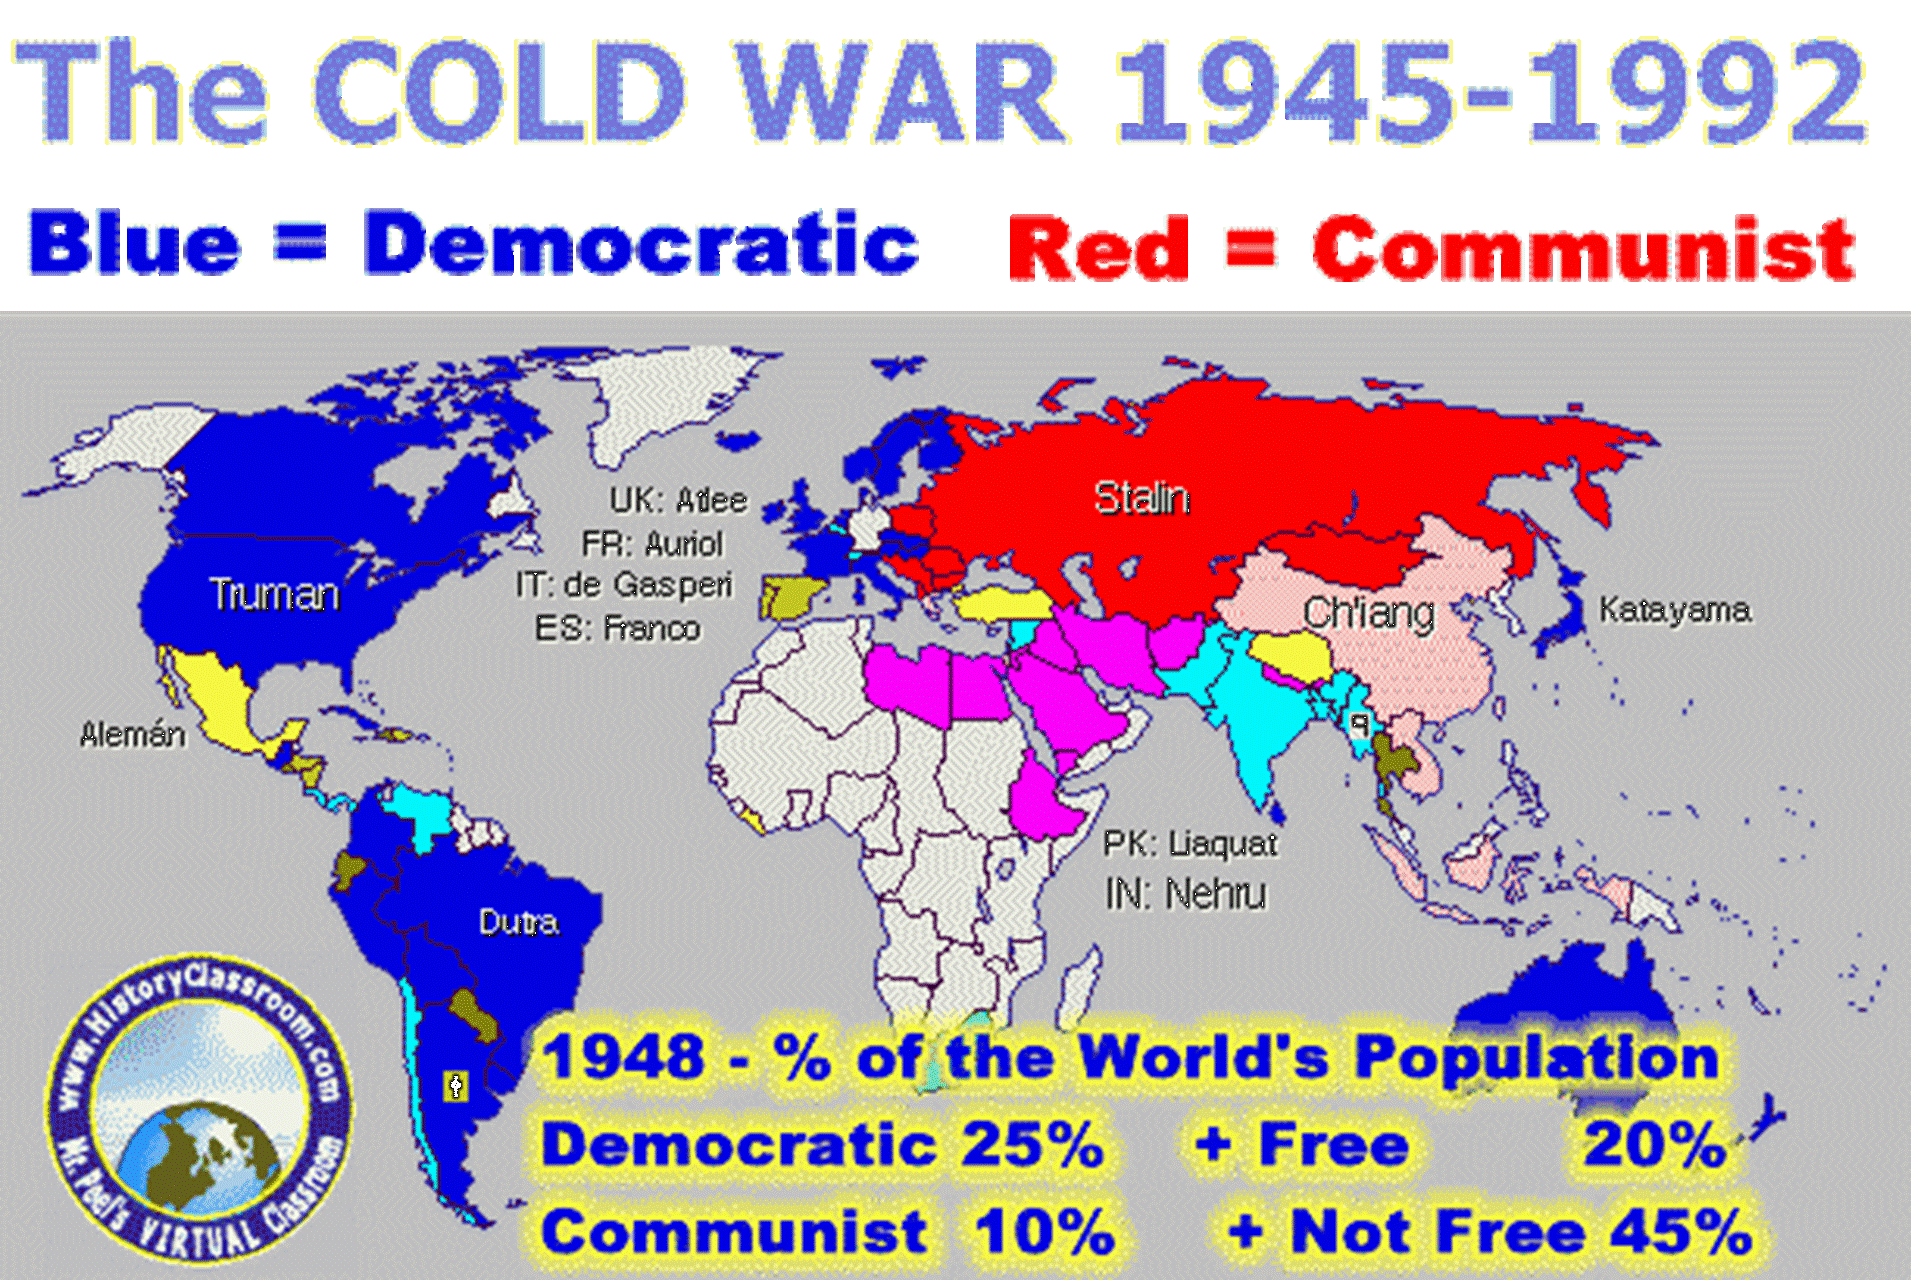 The COLD WAR 1945-1992
Blue = Democratic Red = Communist
Stalin
UK: Atlee
FR: Auriol
IT: de Gasperi
ES: Franco
Truman
Ch'iang
Katayama
Alemán
9
PK: Liaquat
IN: Nehru
Dutra
www.HistoryClassroom.com
Mr. Peel's VIRTUAL Classroom
1948 - % of the World's Population
Democratic 25% + Free 20%
Communist 10% + Not Free 45%